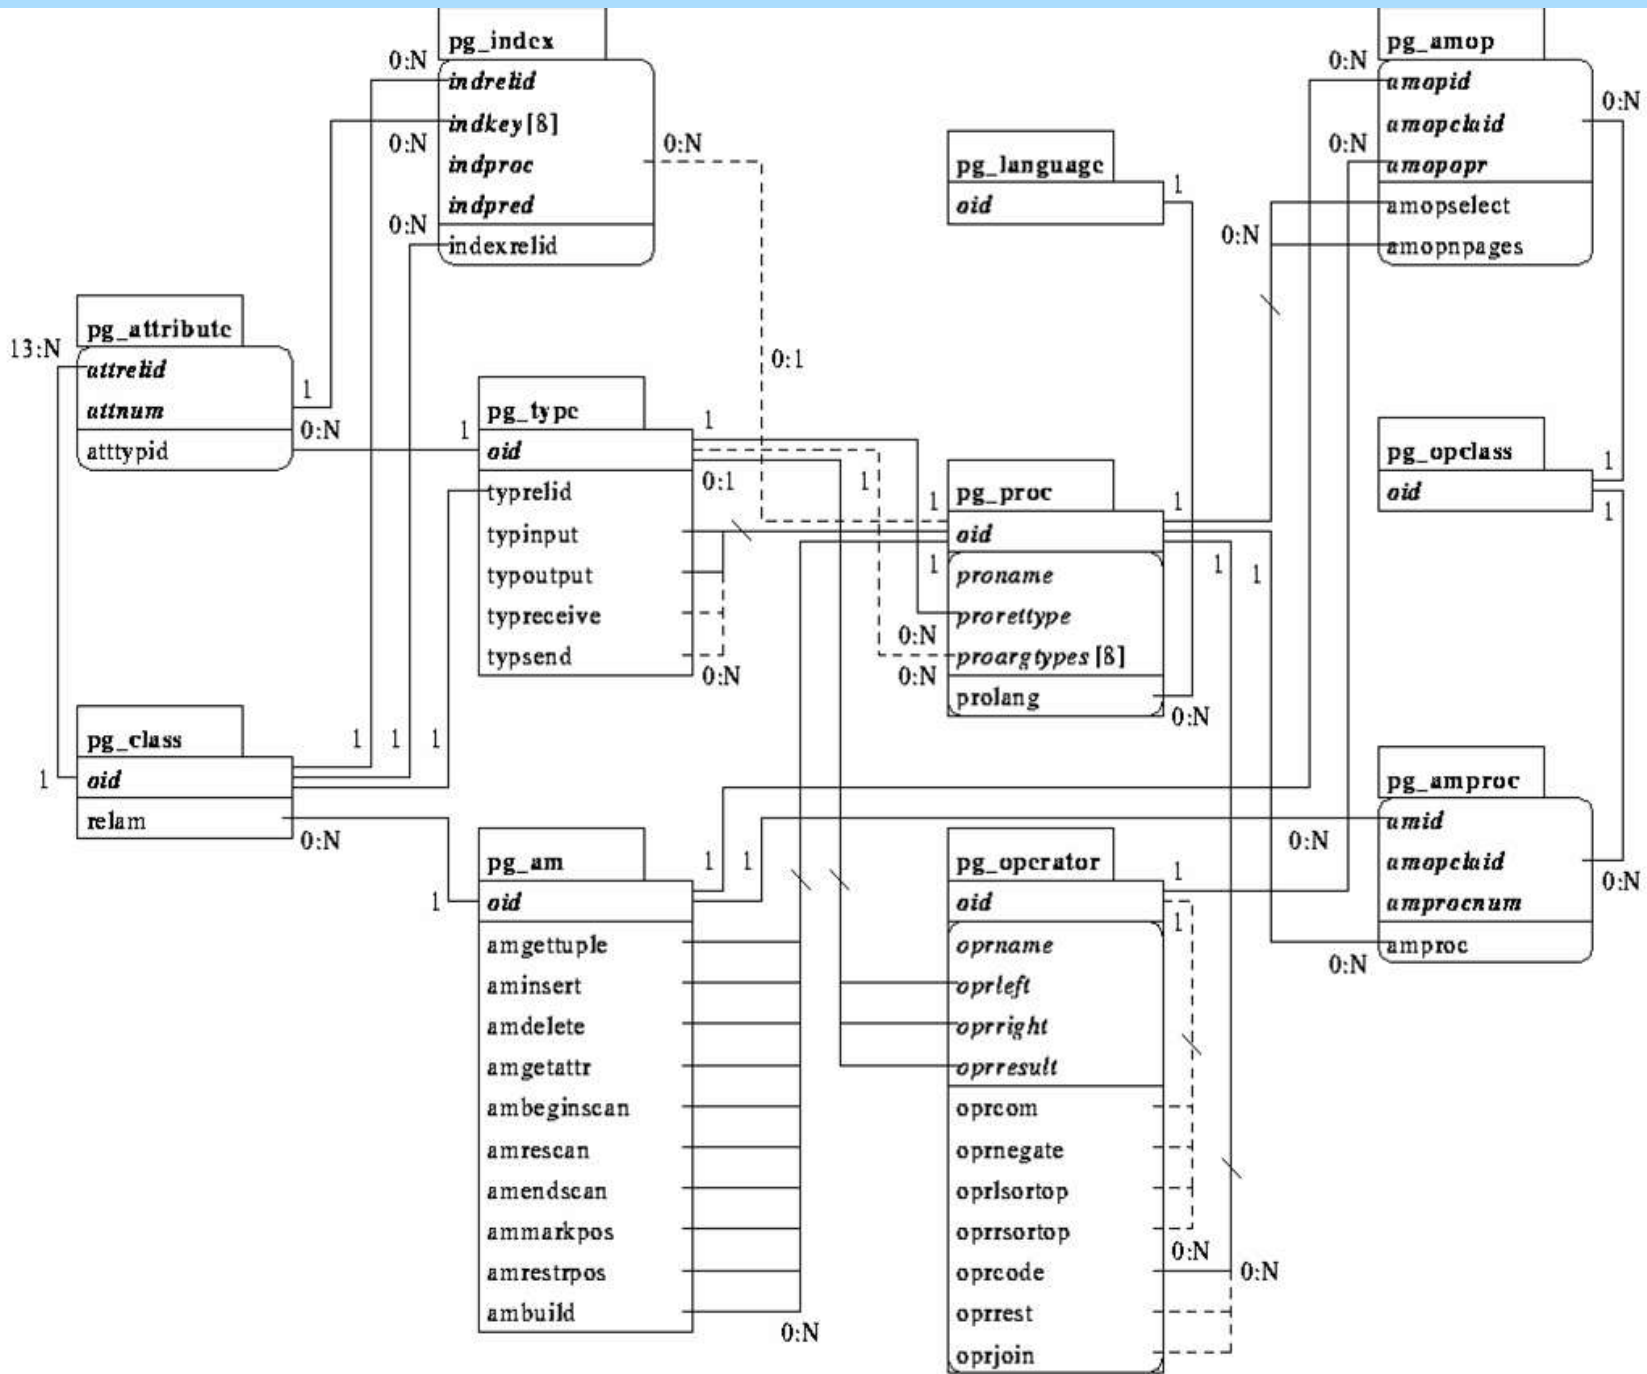 pg_index
0:N
indrelid
indkey[8]
0:N
indproc
0:N
indpred
0:N
indexrelid
pg_amop
0:N
amopid
0:N
amopclaid
0:N
amopopr
amopselect
0:N
amopnpages
pg_language
1
oid
pg_attribute
13:N
attrelid
1
attnum
0:N
atttypid
0:1
pg_type
1
1
oid
0:1
1
typrelid
typinput
typoutput
typreceive
typsend
0:N
pg_opclass
1
oid
1
pg_proc
1
1
oid
1
1
1
proname
prorettype
0:N
proargtypes[8]
0:N
prolang
0:N
pg_class
1
1
1
1
oid
relam
0:N
pg_amproc
amid
0:N
amopclaid
0:N
amprocnum
amproc
0:N
pg_am
1
1
1
oid
amgettuple
aminsert
amdelete
amgetattr
ambeginscan
amrescan
amendscan
ammarkpos
amrestrpos
ambuild
0:N
pg_operator
1
oid
1
oprname
oprleft
oprright
oprresult
oprcom
oprnegate
oprlsortop
oprrsortop
0:N
oprcode
0:N
oprrest
oprjoin